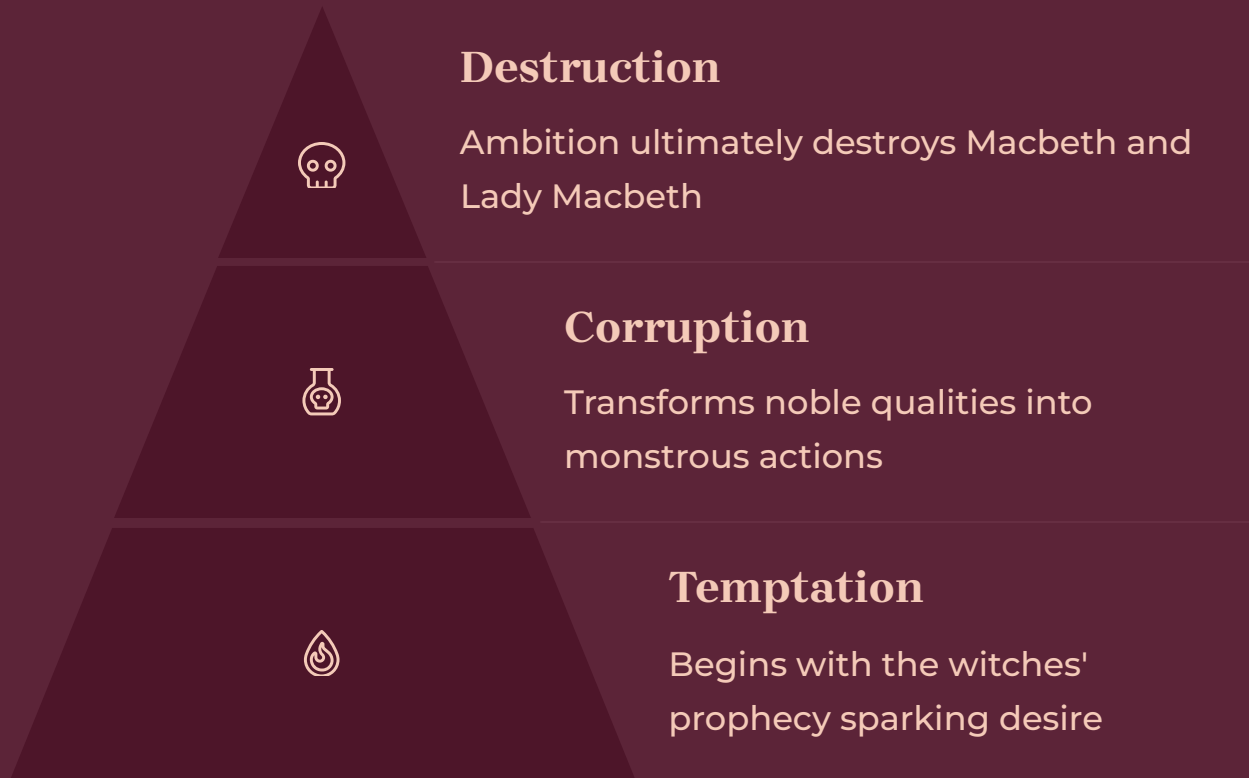 Destruction
Ambition ultimately destroys Macbeth and
Lady Macbeth
Corruption
Transforms noble qualities into
monstrous actions
Temptation
Begins with the witches'
prophecy sparking desire